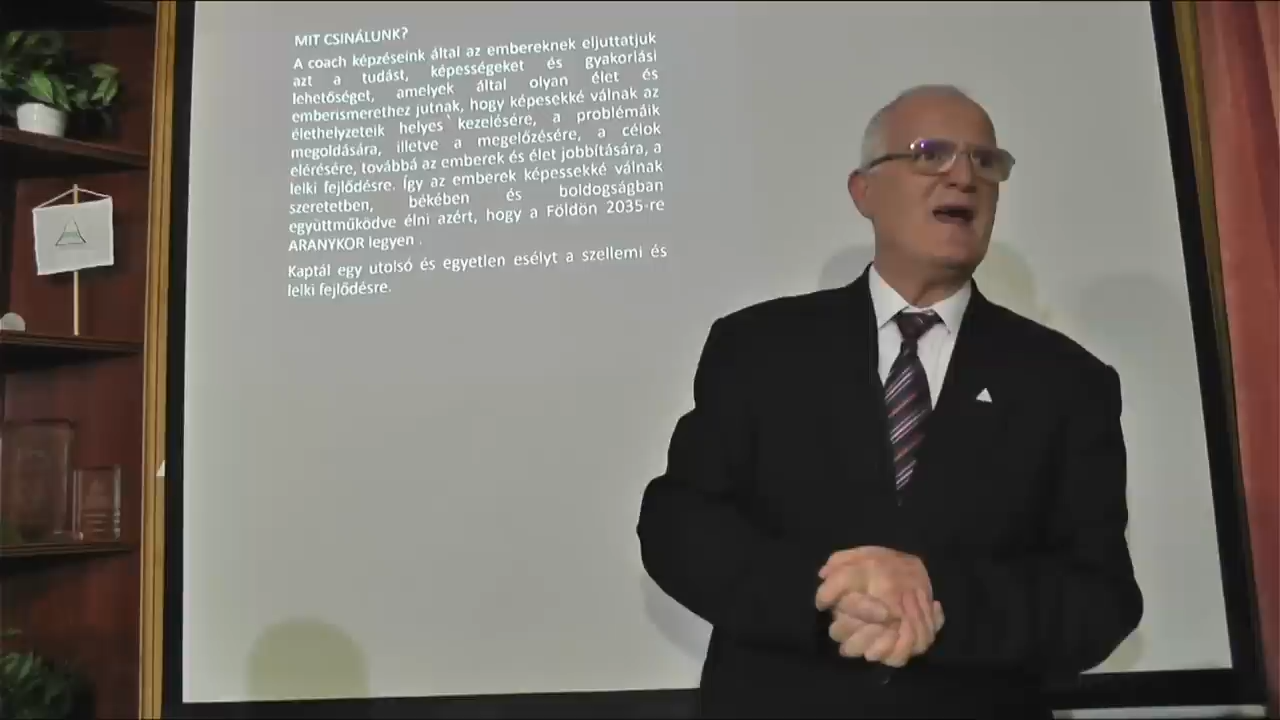 MIT CSINÁLUNK?
A coach képzéseink által az embereknek eljuttatjuk
azt a tudást, képességeket és gyakorlási
lehetőséget, amelyek által olyan élet és
emberismerethez jutnak, hogy képesekké válnak az
élethelyzeteik helyes kezelésére, a problémáik
megoldására, illetve a megelőzésére, a célok
elérésére, továbbá az emberek és élet jobbítására, a
lelki fejlődésre. Így az emberek képessekké válnak
szeretetben, békében és boldogságban
együttműködve élni azért, hogy a Földön 2035-re
ARANYKOR legyen .
Kaptál egy utolsó és egyetlen esélyt a szellemi és
lelki fejlődésre.